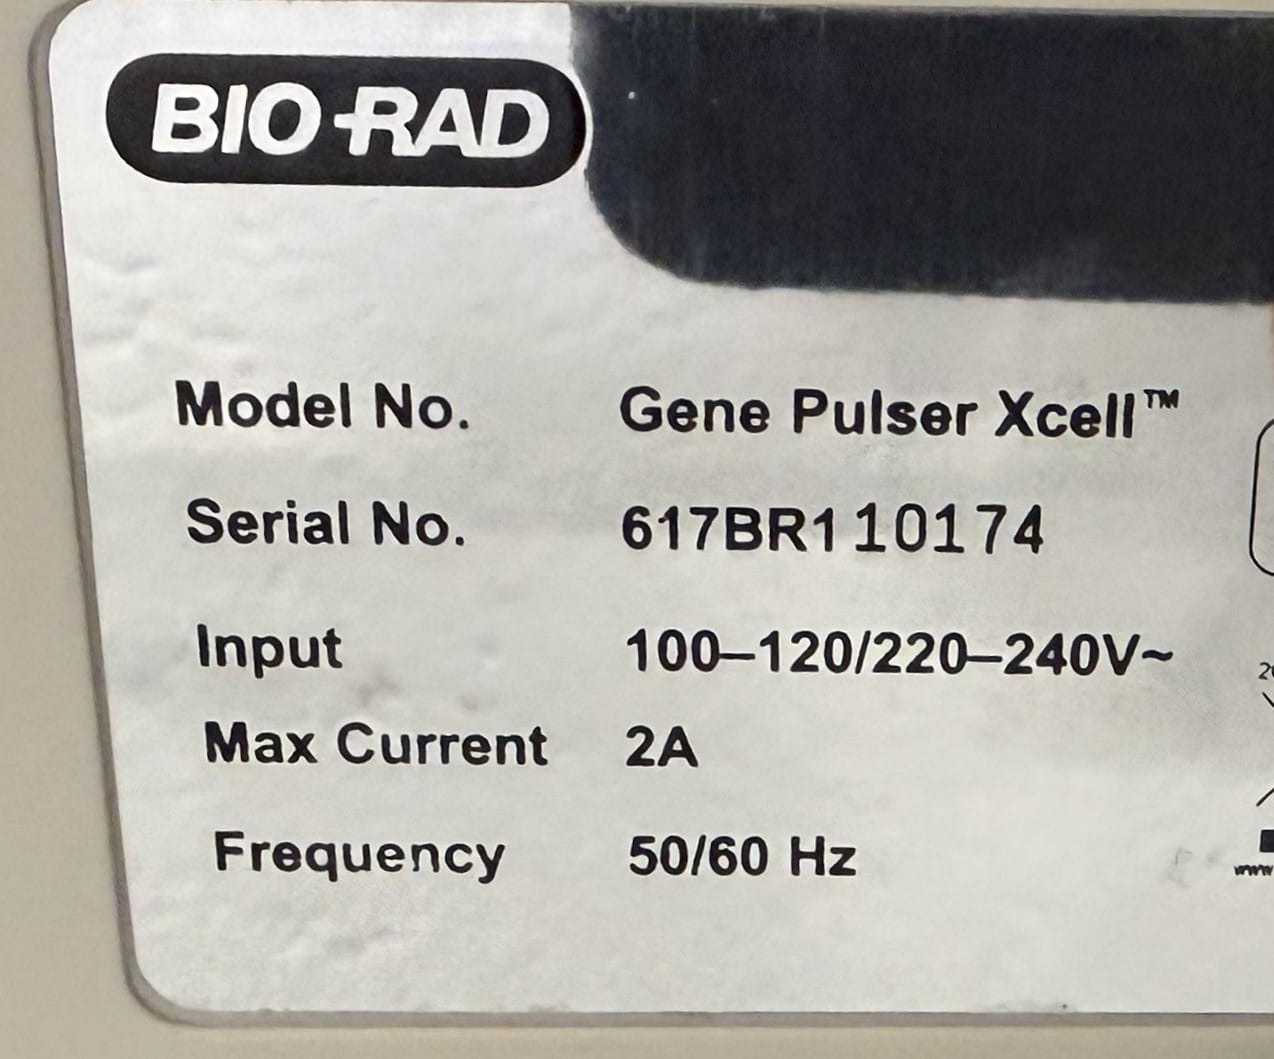 BIO-RAD
Model No. Gene Pulser Xcell™
Serial No. 617BR110174
Input 100–120/220–240V~
Max Current 2A
Frequency 50/60 Hz
www